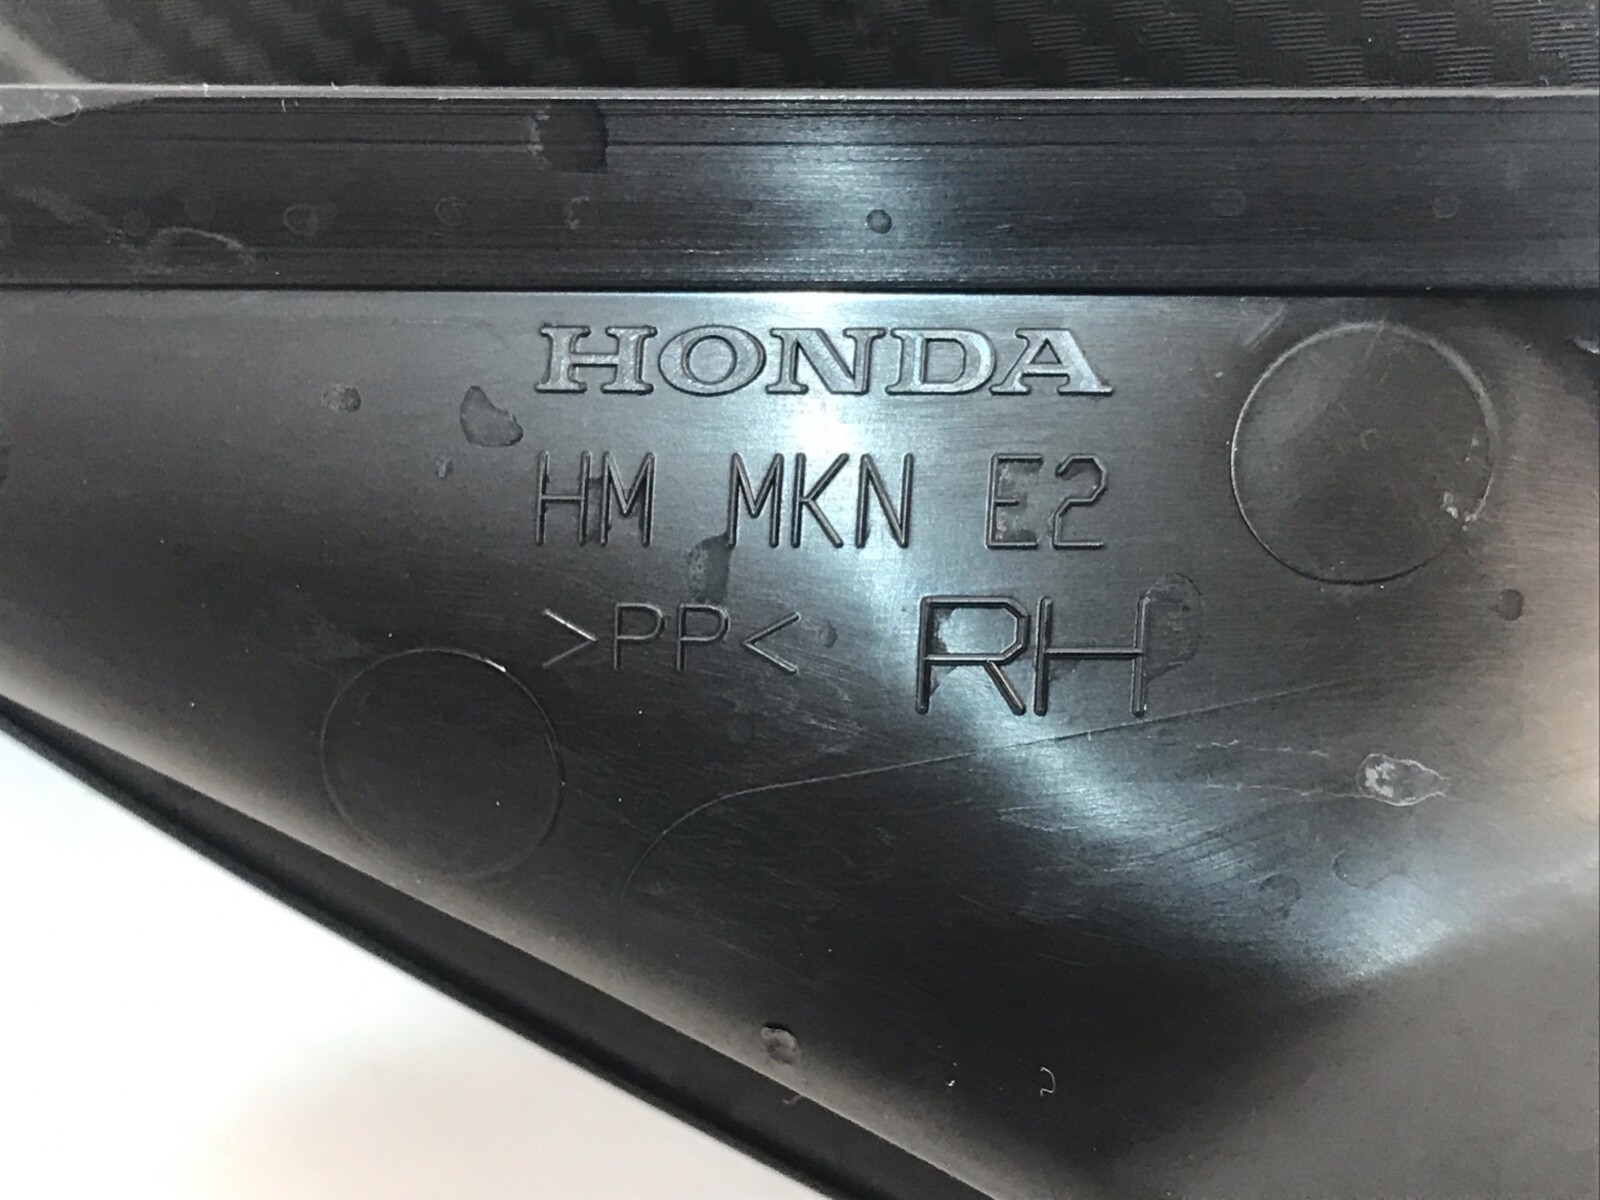 HONDA
HM MKN E2
>PP< RH